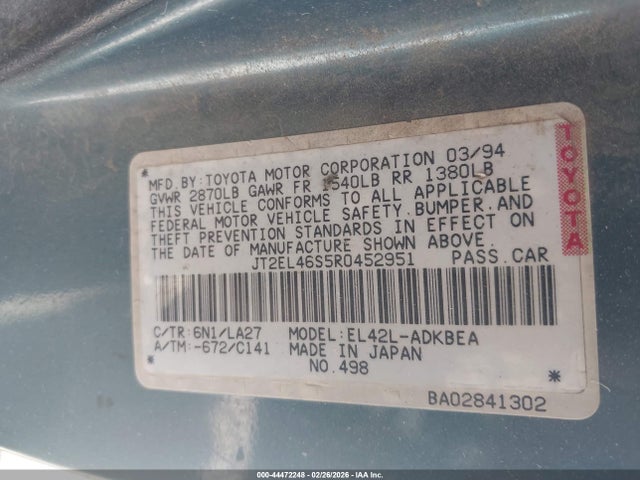 MFD.BY:TOYOTA MOTOR CORPORATION 03/94
GVWR 2870LB GAWR FR 1540LB RR 1380LB
THIS VEHICLE CONFORMS TO ALL APPLICABLE
FEDERAL MOTOR VEHICLE SAFETY,BUMPER,AND
THEFT PREVENTION STANDARDS IN EFFECT ON
THE DATE OF MANUFACTURE SHOWN ABOVE.
JT2EL46S5R0452951 PASS.CAR
TOYOTA
C/TR:6N1/LA27 MODEL:EL42L-ADKBEA
A/TM:-672/C141 MADE IN JAPAN
NO.498
BA02841302
000-44472248 - 02/26/2026 - © IAA, Inc.